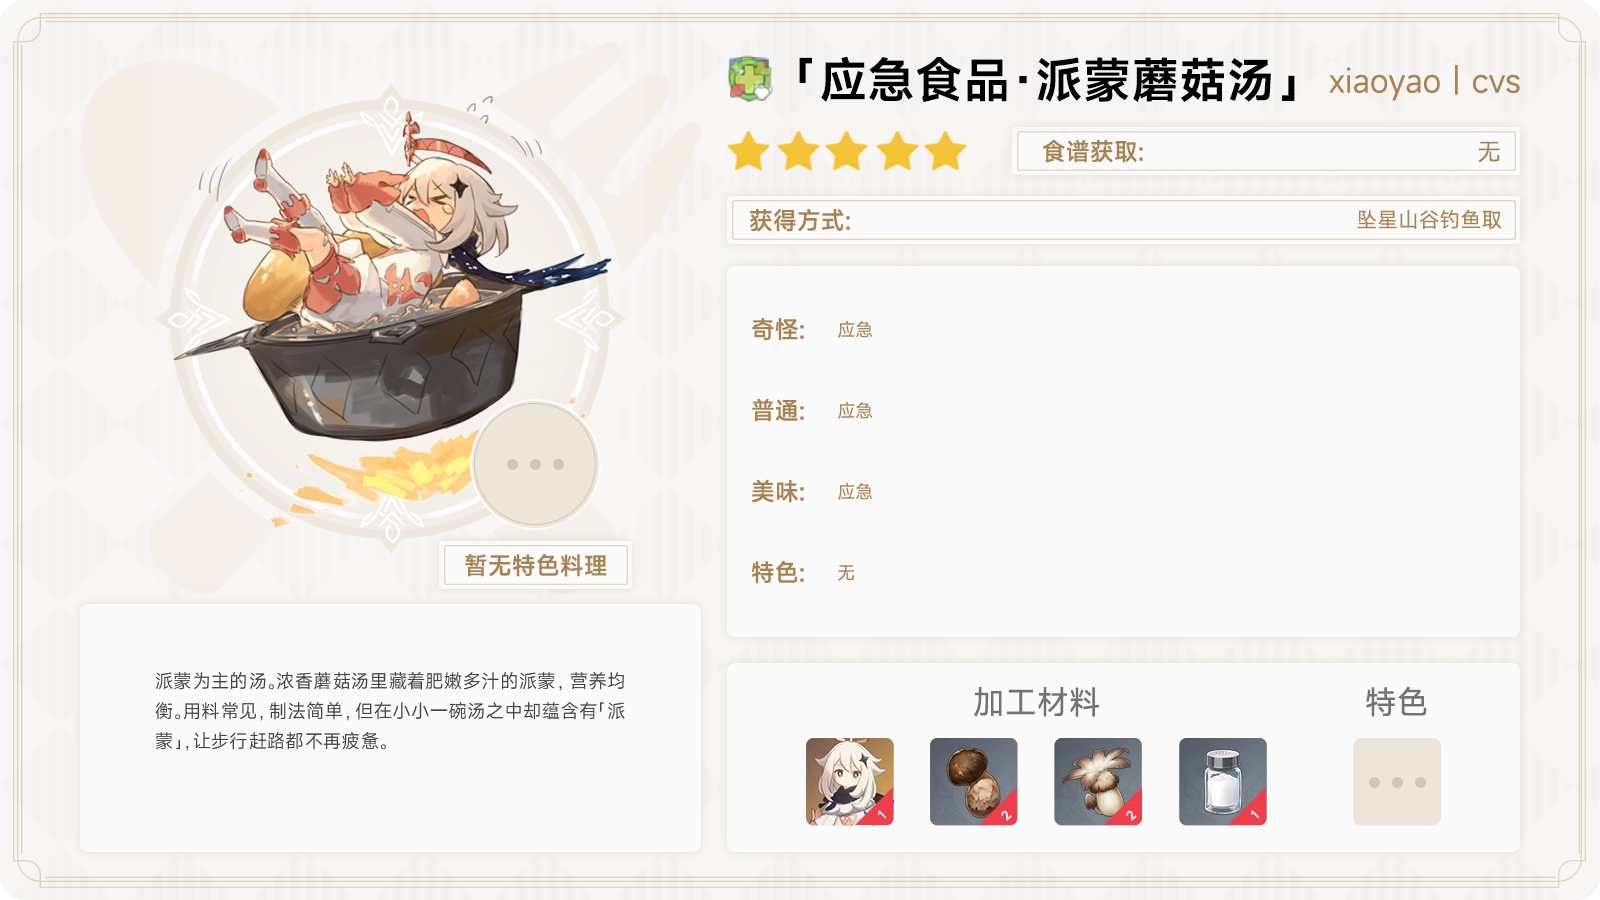 「应急食品·派蒙蘑菇汤」 xiaoyao | cvs
食谱获取: 无
获得方式: 坠星山谷钓鱼取
奇怪: 应急
普通: 应急
美味: 应急
特色: 无
暂无特色料理
派蒙为主的汤。浓香蘑菇汤里藏着肥嫩多汁的派蒙, 营养均
衡。用料常见, 制法简单, 但在小小一碗汤之中却蕴含有「派
蒙」, 让步行赶路都不再疲惫。
加工材料 特色
1 2 2 1